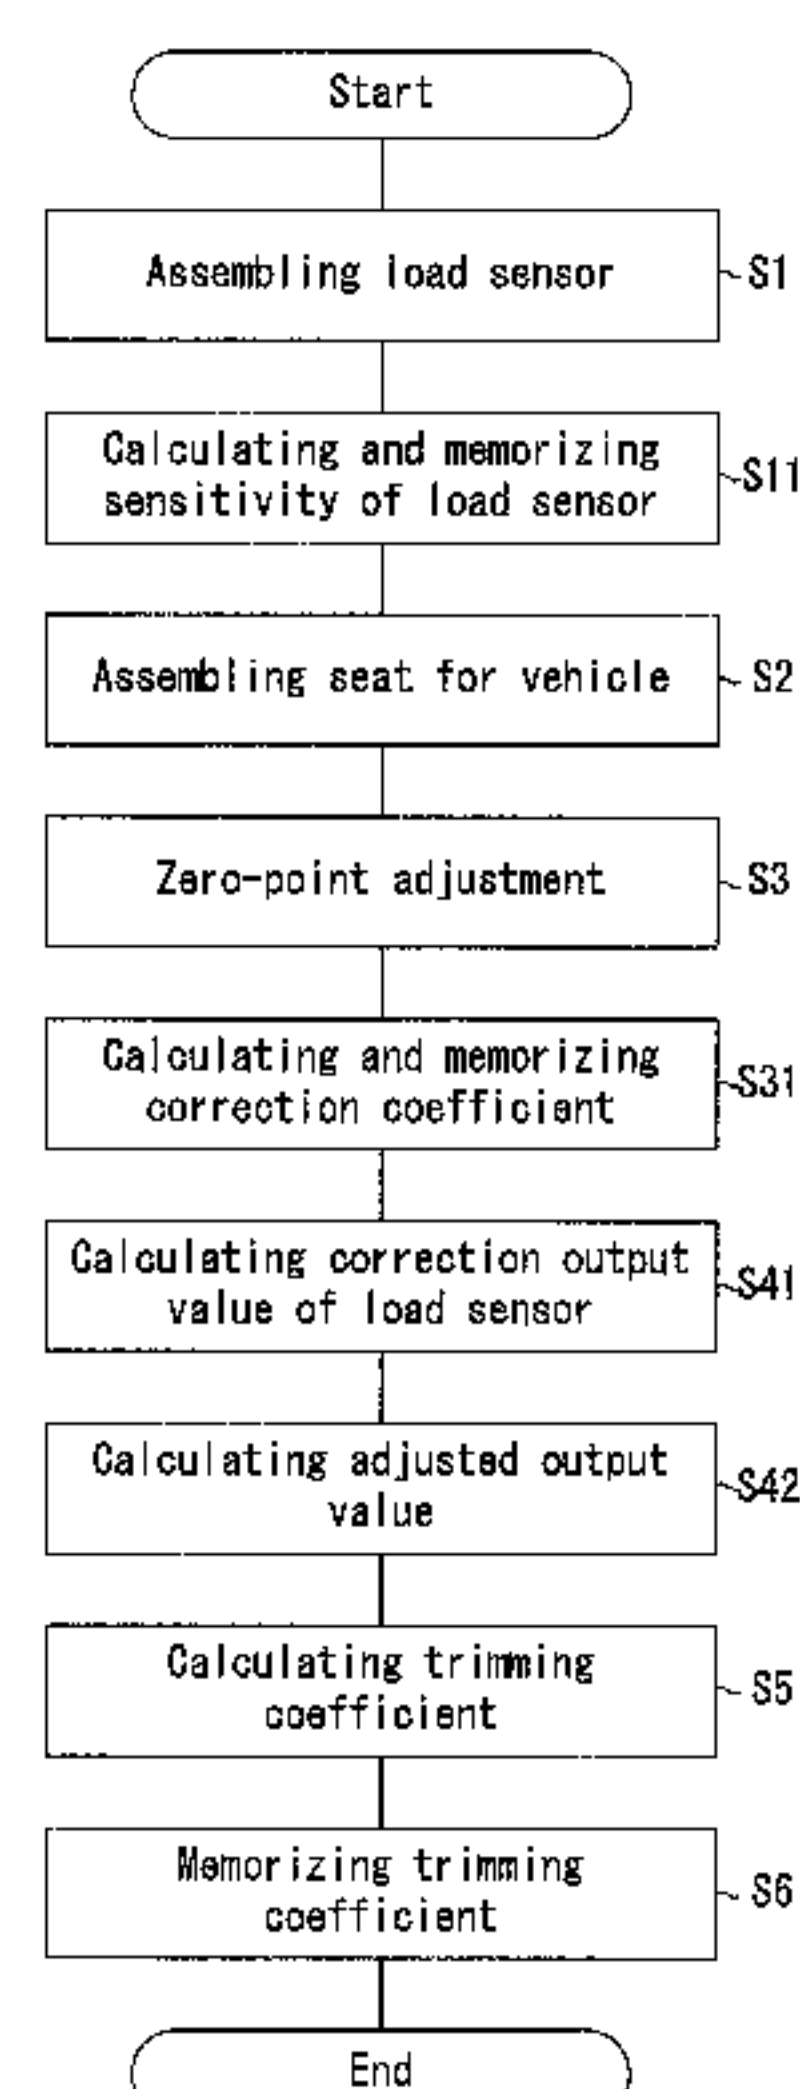 Start
Assembling load sensor
S1
Calculating and memorizing
sensitivity of load sensor
S11
Assembling seat for vehicle
S2
Zero-point adjustment
S3
Calculating and memorizing
correction coefficient
S31
Calculating correction output
value of load sensor
S41
Calculating adjusted output
value
S42
Calculating trimming
coefficient
S5
Memorizing trimming
coefficient
S6
End